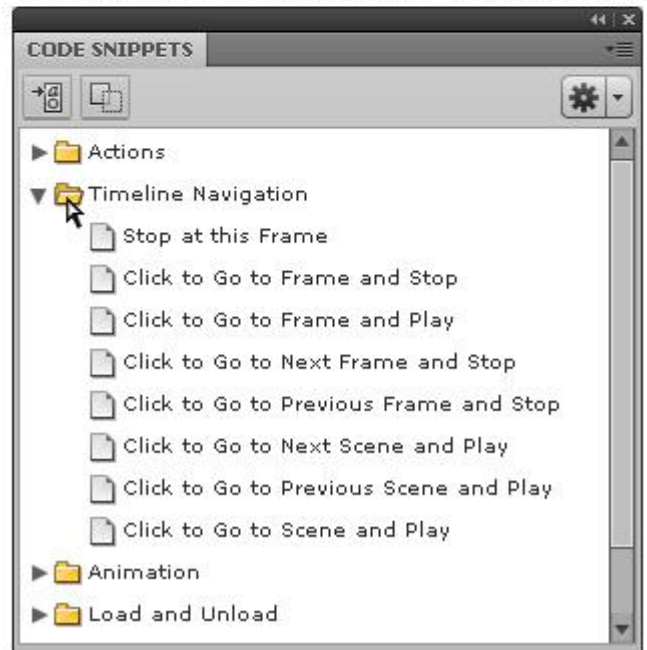 CODE SNIPPETS
Actions
Timeline Navigation
Stop at this Frame
Click to Go to Frame and Stop
Click to Go to Frame and Play
Click to Go to Next Frame and Stop
Click to Go to Previous Frame and Stop
Click to Go to Next Scene and Play
Click to Go to Previous Scene and Play
Click to Go to Scene and Play
Animation
Load and Unload